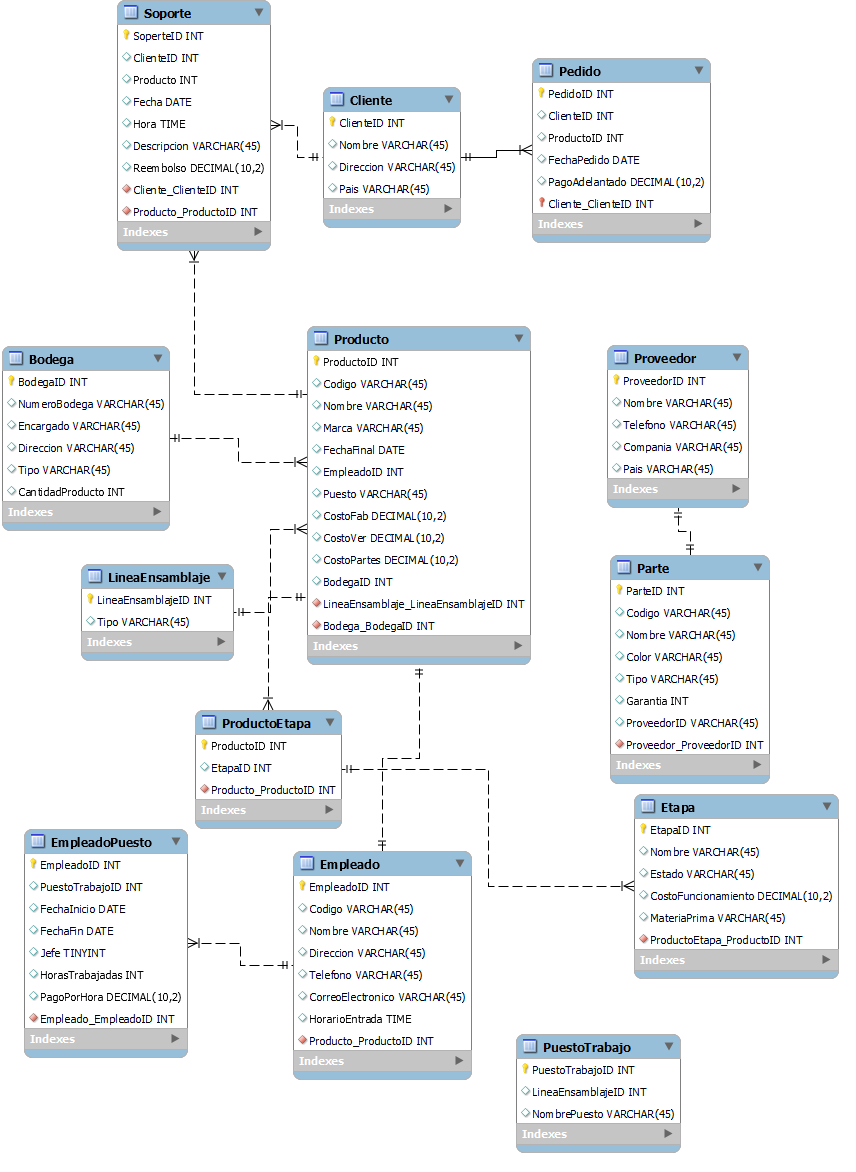 Soporte
SoperteID INT
ClienteID INT
Producto INT
Fecha DATE
Hora TIME
Descripcion VARCHAR(45)
Reembolso DECIMAL(10,2)
Cliente_ClienteID INT
Producto_ProductoID INT
Indexes
Cliente
ClienteID INT
Nombre VARCHAR(45)
Direccion VARCHAR(45)
Pais VARCHAR(45)
Indexes
Pedido
PedidoID INT
ClienteID INT
ProductoID INT
FechaPedido DATE
PagoAdelantado DECIMAL(10,2)
Cliente_ClienteID INT
Indexes
Bodega
BodegaID INT
NumeroBodega VARCHAR(45)
Encargado VARCHAR(45)
Direccion VARCHAR(45)
Tipo VARCHAR(45)
CantidadProducto INT
Indexes
Producto
ProductoID INT
Codigo VARCHAR(45)
Nombre VARCHAR(45)
Marca VARCHAR(45)
FechaFinal DATE
EmpleadoID INT
Puesto VARCHAR(45)
CostoFab DECIMAL(10,2)
CostoVer DECIMAL(10,2)
CostoPartes DECIMAL(10,2)
BodegaID INT
LineaEnsamblaje_LineaEnsamblajeID INT
Bodega_BodegaID INT
Indexes
Proveedor
ProveedorID INT
Nombre VARCHAR(45)
Telefono VARCHAR(45)
Compania VARCHAR(45)
Pais VARCHAR(45)
Indexes
LineaEnsamblaje
LineaEnsamblajeID INT
Tipo VARCHAR(45)
Indexes
Parte
ParteID INT
Codigo VARCHAR(45)
Nombre VARCHAR(45)
Color VARCHAR(45)
Tipo VARCHAR(45)
Garantia INT
ProveedorID VARCHAR(45)
Proveedor_ProveedorID INT
Indexes
ProductoEtapa
ProductoID INT
EtapaID INT
Producto_ProductoID INT
Indexes
Etapa
EtapaID INT
Nombre VARCHAR(45)
Estado VARCHAR(45)
CostoFuncionamiento DECIMAL(10,2)
MateriaPrima VARCHAR(45)
ProductoEtapa_ProductoID INT
Indexes
EmpleadoPuesto
EmpleadoID INT
PuestoTrabajoID INT
FechaInicio DATE
FechaFin DATE
Jefe TINYINT
HorasTrabajadas INT
PagoPorHora DECIMAL(10,2)
Empleado_EmpleadoID INT
Indexes
Empleado
EmpleadoID INT
Codigo VARCHAR(45)
Nombre VARCHAR(45)
Direccion VARCHAR(45)
Telefono VARCHAR(45)
CorreoElectronico VARCHAR(45)
HorarioEntrada TIME
Producto_ProductoID INT
Indexes
PuestoTrabajo
PuestoTrabajoID INT
LineaEnsamblajeID INT
NombrePuesto VARCHAR(45)
Indexes